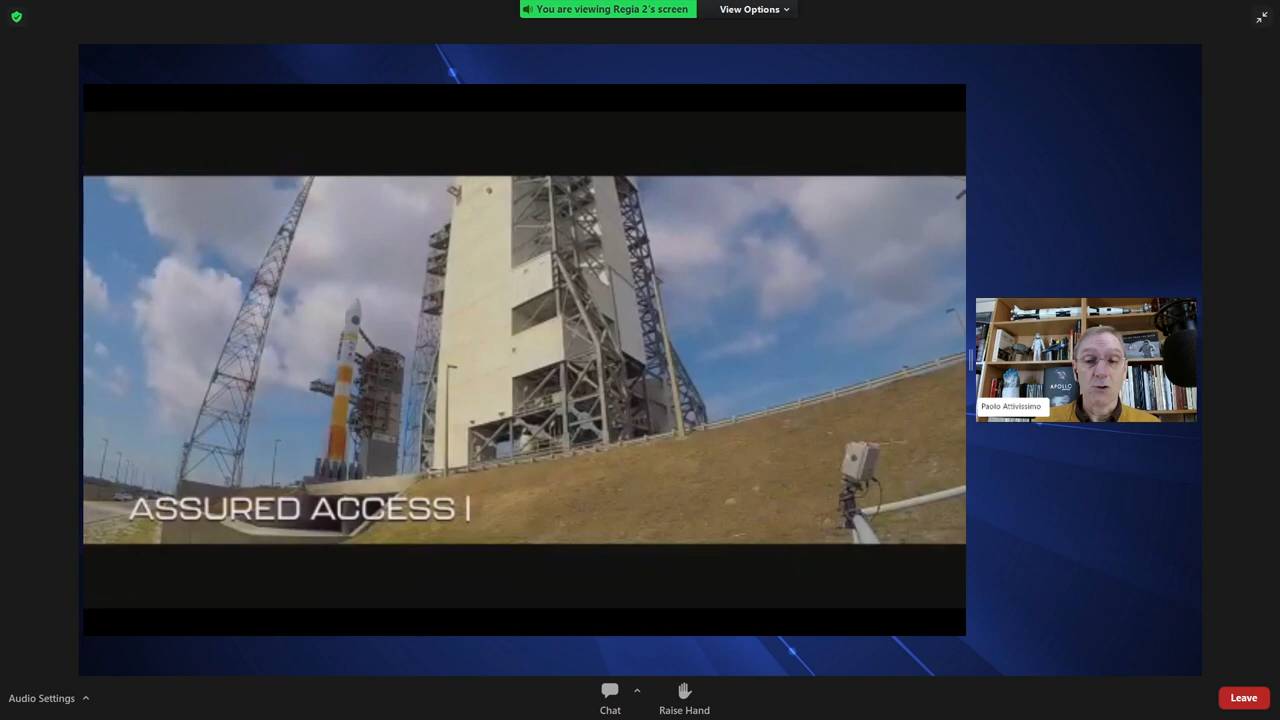 You are viewing Regia 2's screen
View Options
ASSURED ACCESS |
APOLLO
Paolo Attivissimo
Audio Settings
Chat
Raise Hand
Leave